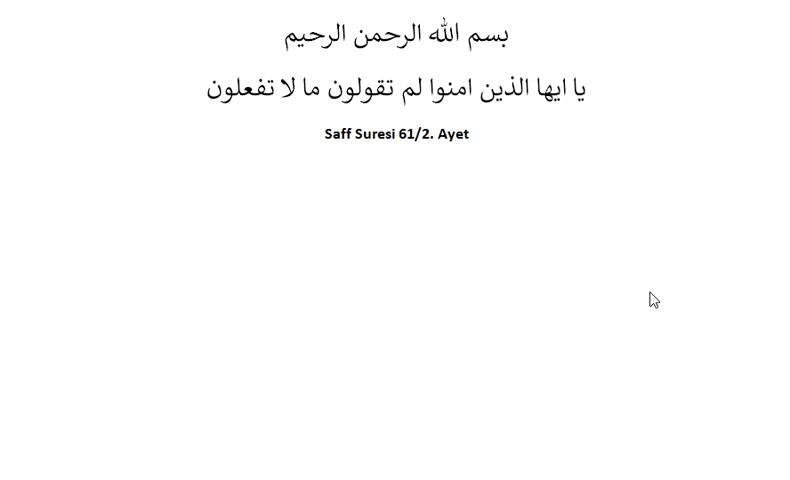 بسم الله الرحمن الرحيم
يا ايها الذين امنوا لم تقولون ما لا تفعلون
Saff Suresi 61/2. Ayet